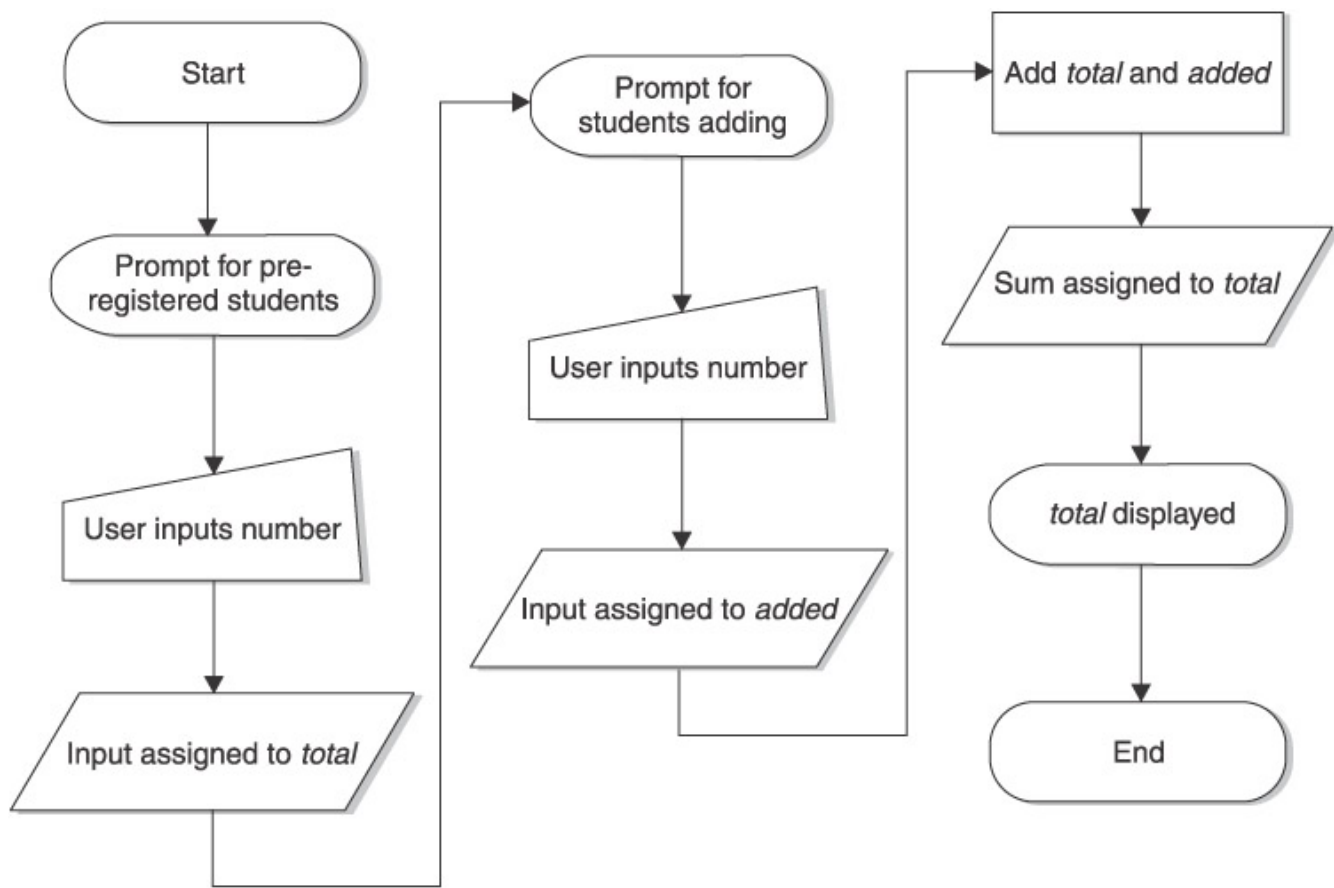 Start
Prompt for pre-
registered students
User inputs number
Input assigned to total
Prompt for
students adding
User inputs number
Input assigned to added
Add total and added
Sum assigned to total
total displayed
End